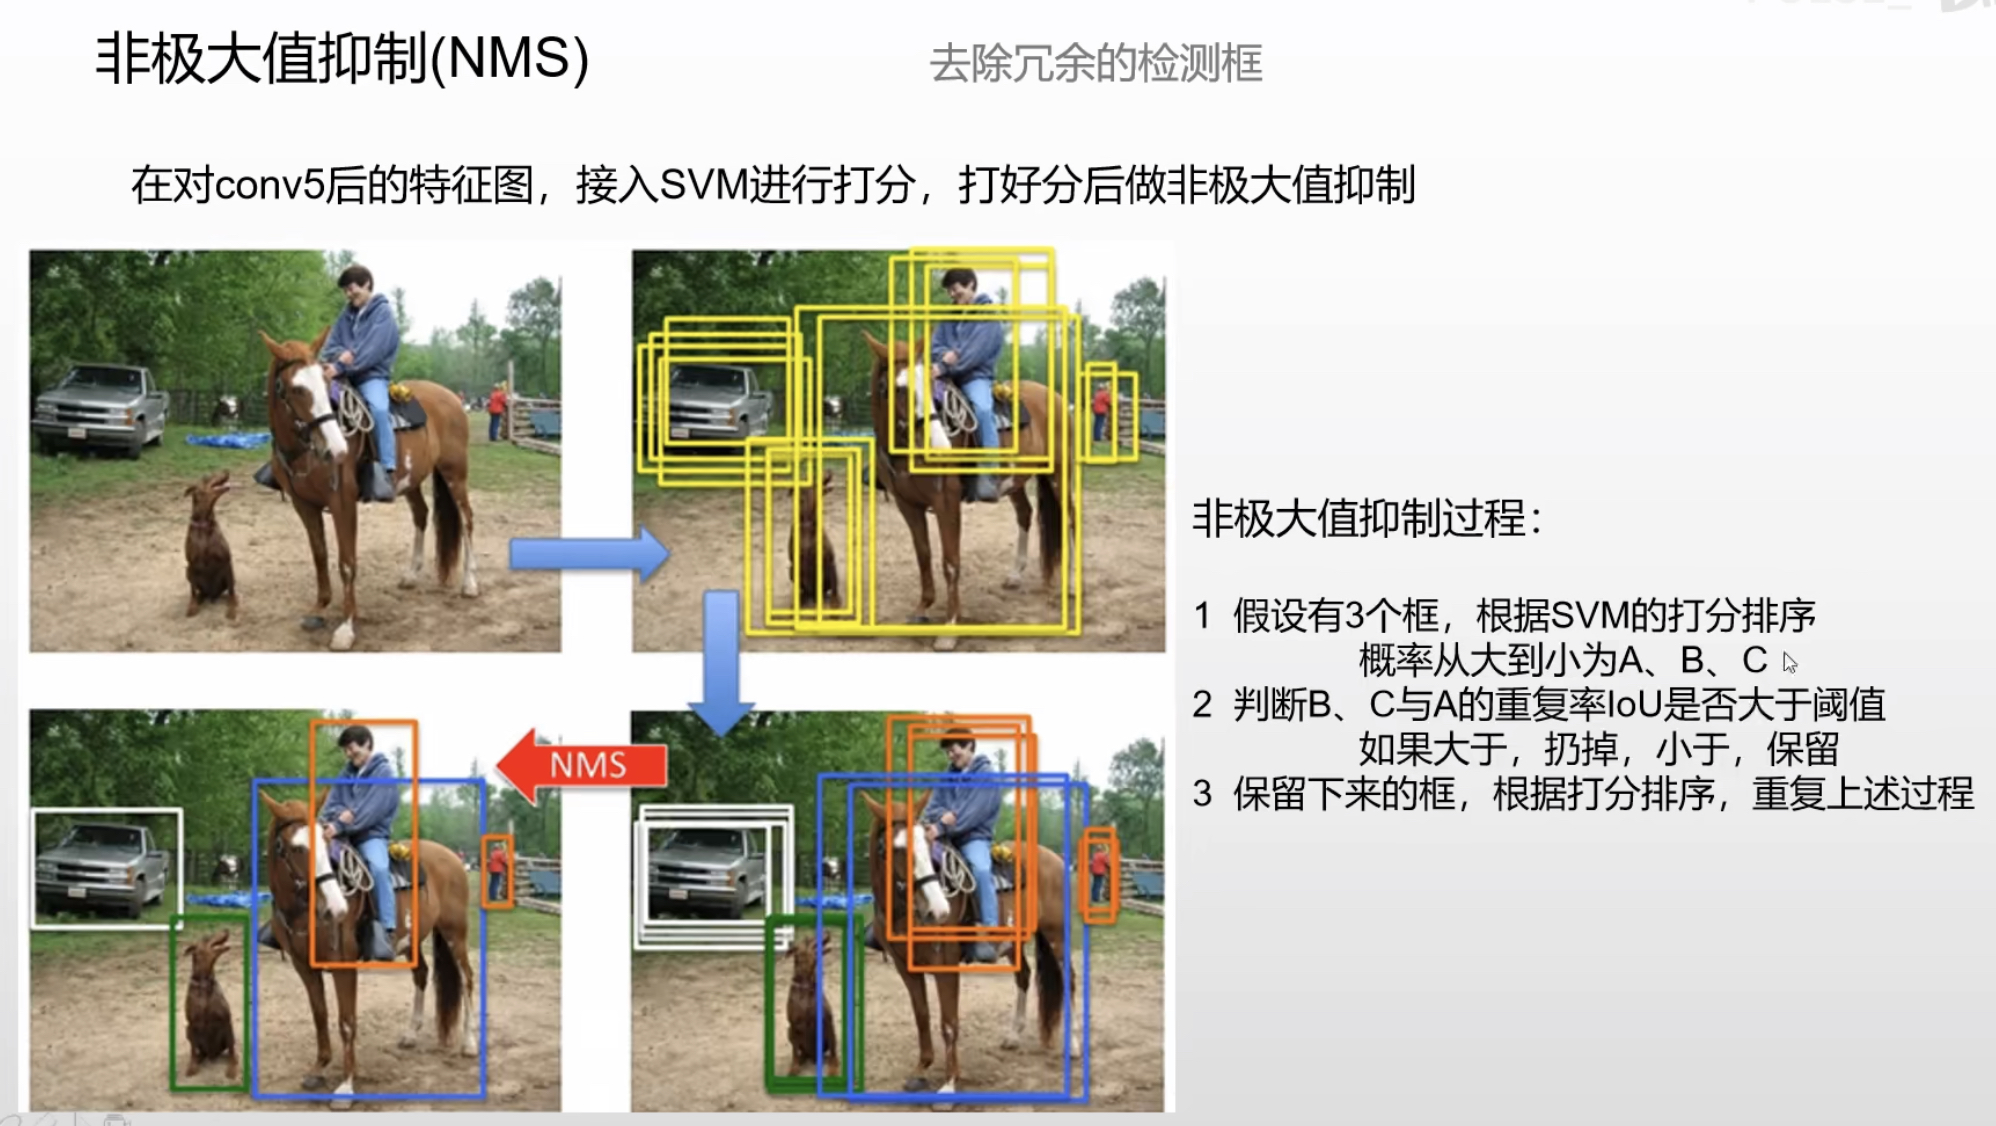 非极大值抑制(NMS)
去除冗余的检测框
在对conv5后的特征图，接入SVM进行打分，打好分后做非极大值抑制
NMS
非极大值抑制过程：
1 假设有3个框，根据SVM的打分排序
概率从大到小为A、B、C
2 判断B、C与A的重复率IoU是否大于阈值
如果大于，扔掉，小于，保留
3 保留下来的框，根据打分排序，重复上述过程